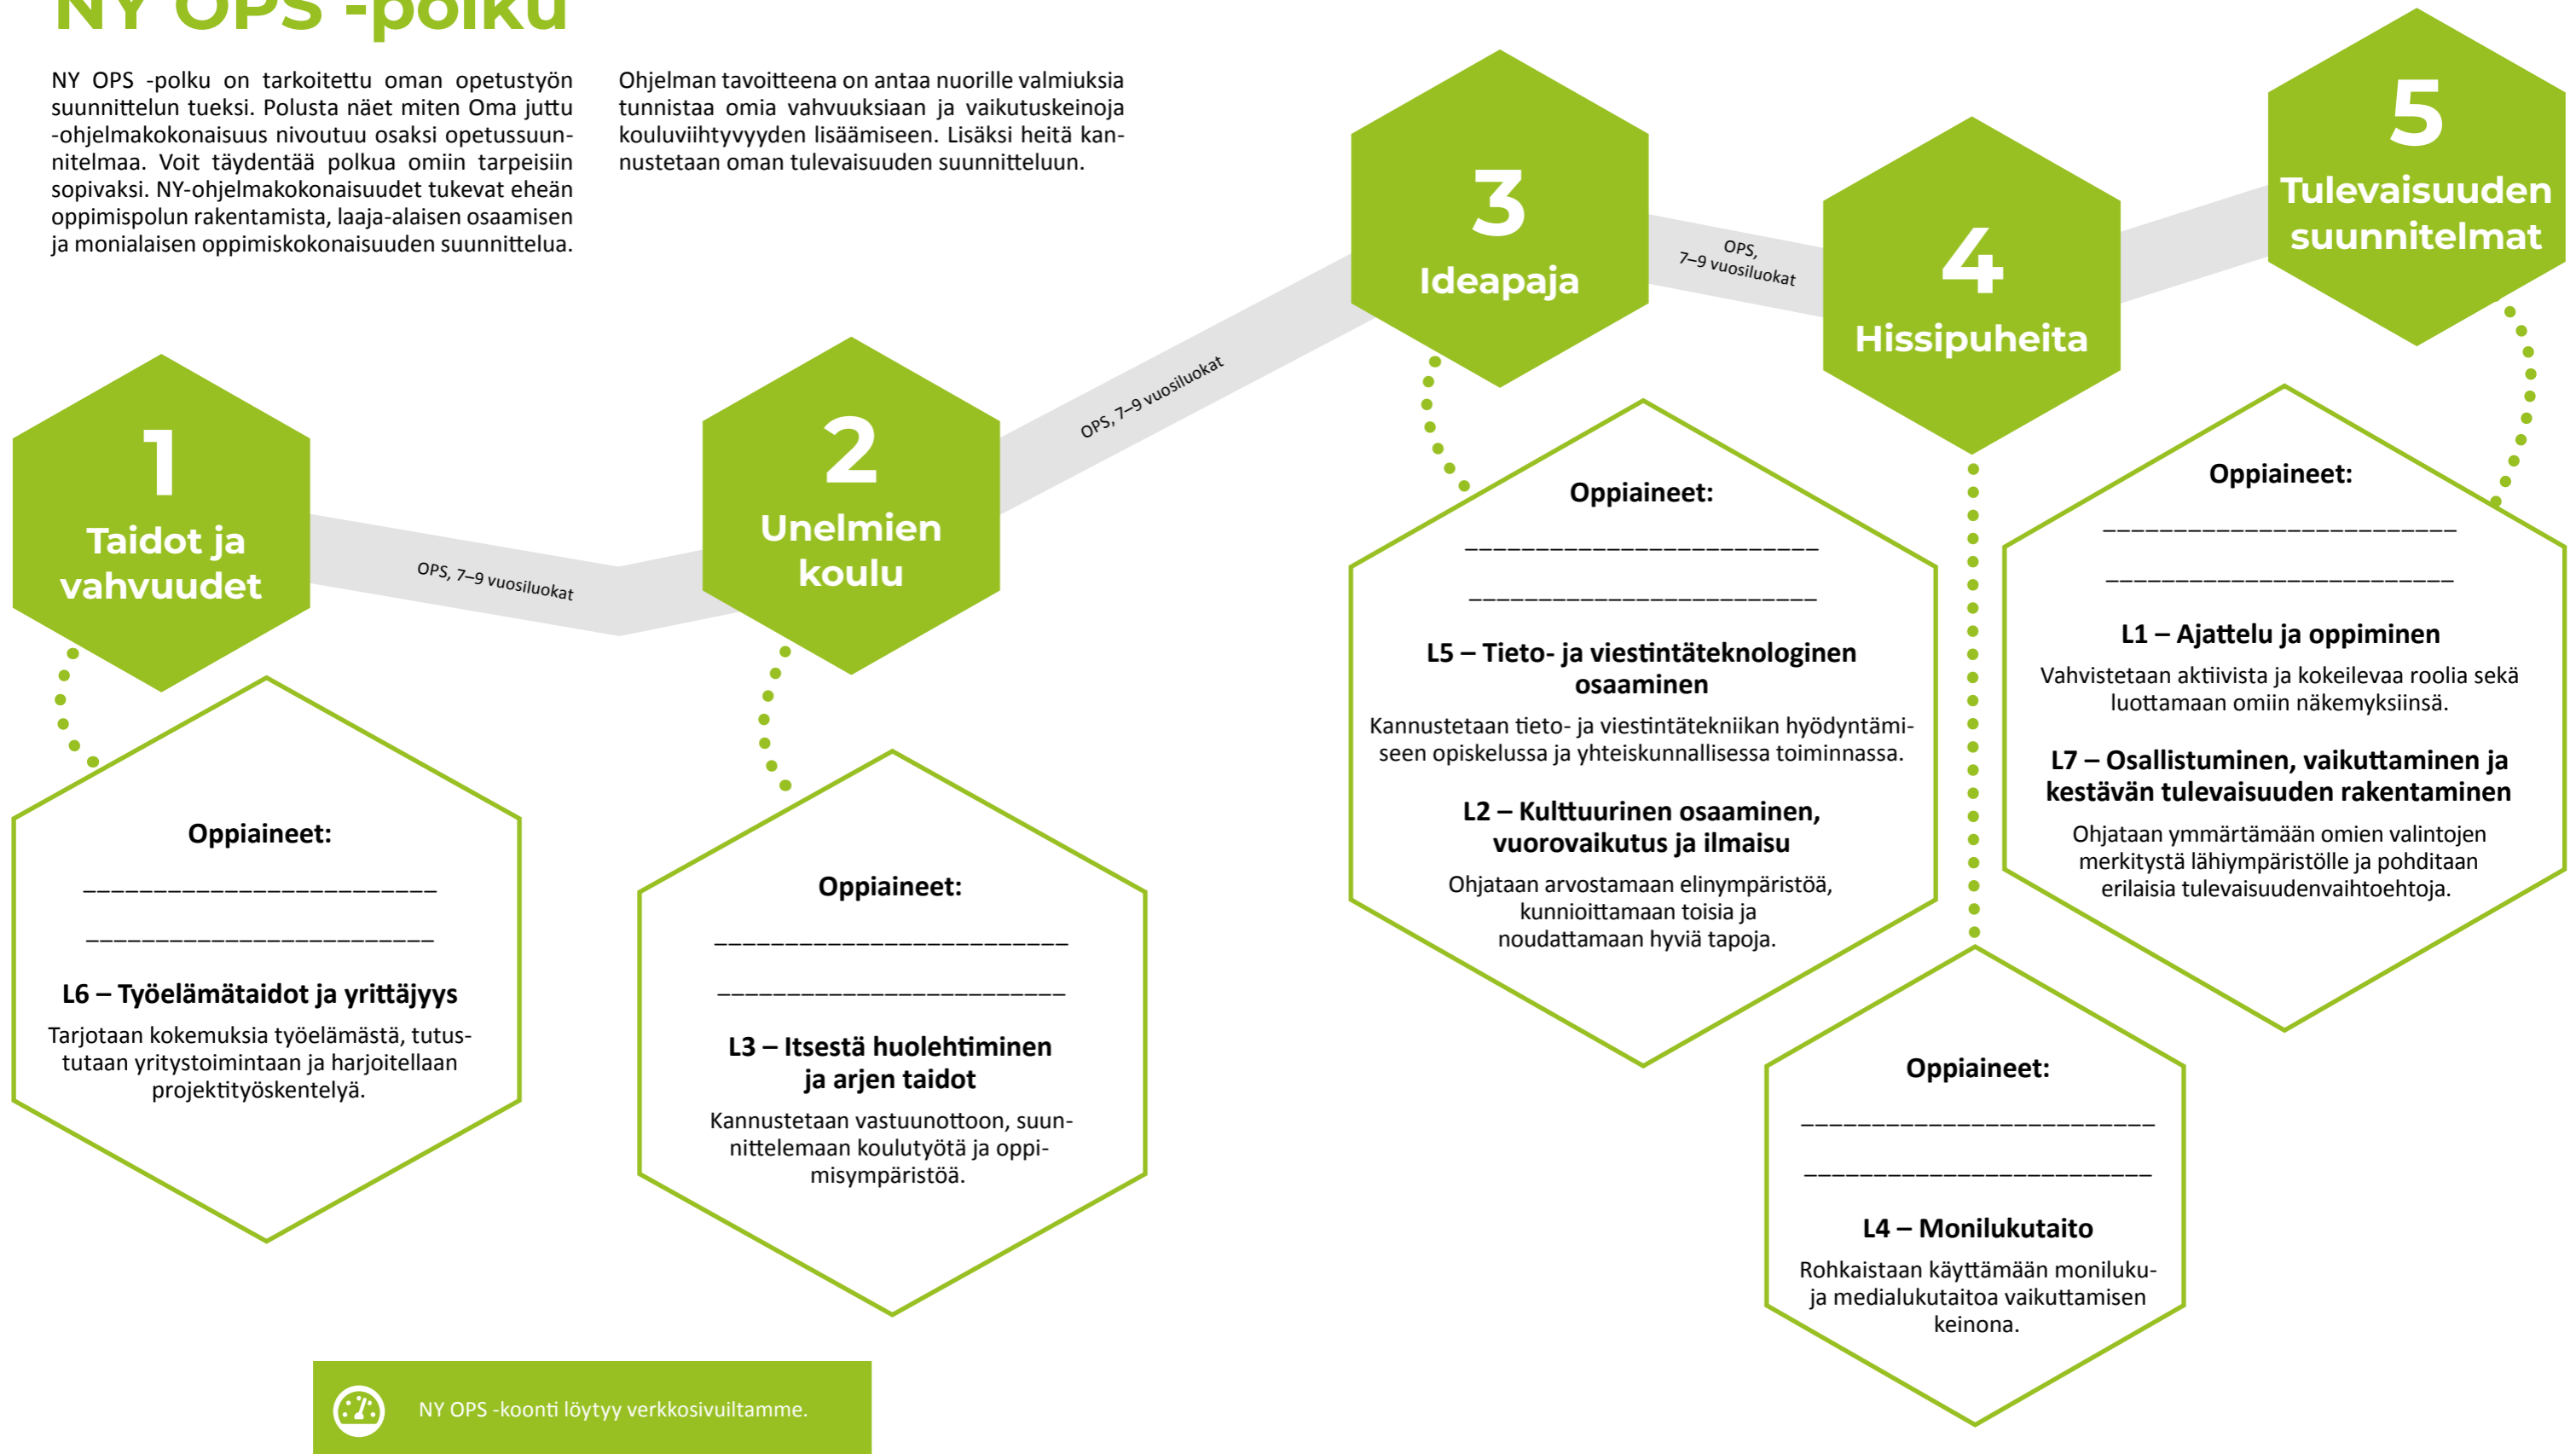 NY OPS -polku
NY OPS -polku on tarkoitettu oman opetustyön
suunnittelun tueksi. Polusta näet miten Oma juttu
-ohjelmakokonaisuus nivoutuu osaksi opetussuun-
nitelmaa. Voit täydentää polkua omiin tarpeisiin
sopivaksi. NY-ohjelmakokonaisuudet tukevat eheän
oppimispolun rakentamista, laaja-alaisen osaamisen
ja monialaisen oppimiskokonaisuuden suunnittelua.
Ohjelman tavoitteena on antaa nuorille valmiuksia
tunnistaa omia vahvuuksiaan ja vaikutuskeinoja
kouluviihtyvyyden lisäämiseen. Lisäksi heitä kan-
nustetaan oman tulevaisuuden suunnitteluun.
1
Taidot ja
vahvuudet
OPS, 7–9 vuosiluokat
2
Unelmien
koulu
OPS, 7–9 vuosiluokat
3
Ideapaja
OPS,
7–9 vuosiluokat
4
Hissipuheita
5
Tulevaisuuden
suunnitelmat
Oppiaineet:
_________________________
_________________________
L6 – Työelämätaidot ja yrittäjyys
Tarjotaan kokemuksia työelämästä, tutus-
tutaan yritystoimintaan ja harjoitellaan
projektityöskentelyä.
Oppiaineet:
_________________________
_________________________
L3 – Itsestä huolehtiminen
ja arjen taidot
Kannustetaan vastuunottoon, suun-
nittelemaan koulutyötä ja oppi-
misympäristöä.
Oppiaineet:
_________________________
_________________________
L5 – Tieto- ja viestintäteknologinen
osaaminen
Kannustetaan tieto- ja viestintätekniikan hyödyntämi-
seen opiskelussa ja yhteiskunnallisessa toiminnassa.
L2 – Kulttuurinen osaaminen,
vuorovaikutus ja ilmaisu
Ohjataan arvostamaan elinympäristöä,
kunnioittamaan toisia ja
noudattamaan hyviä tapoja.
Oppiaineet:
_________________________
_________________________
L4 – Monilukutaito
Rohkaistaan käyttämään moniluku-
ja medialukutaitoa vaikuttamisen
keinona.
Oppiaineet:
_________________________
_________________________
L1 – Ajattelu ja oppiminen
Vahvistetaan aktiivista ja kokeilevaa roolia sekä
luottamaan omiin näkemyksiinsä.
L7 – Osallistuminen, vaikuttaminen ja
kestävän tulevaisuuden rakentaminen
Ohjataan ymmärtämään omien valintojen
merkitystä lähiympäristölle ja pohditaan
erilaisia tulevaisuudenvaihtoehtoja.
NY OPS -koonti löytyy verkkosivuiltamme.